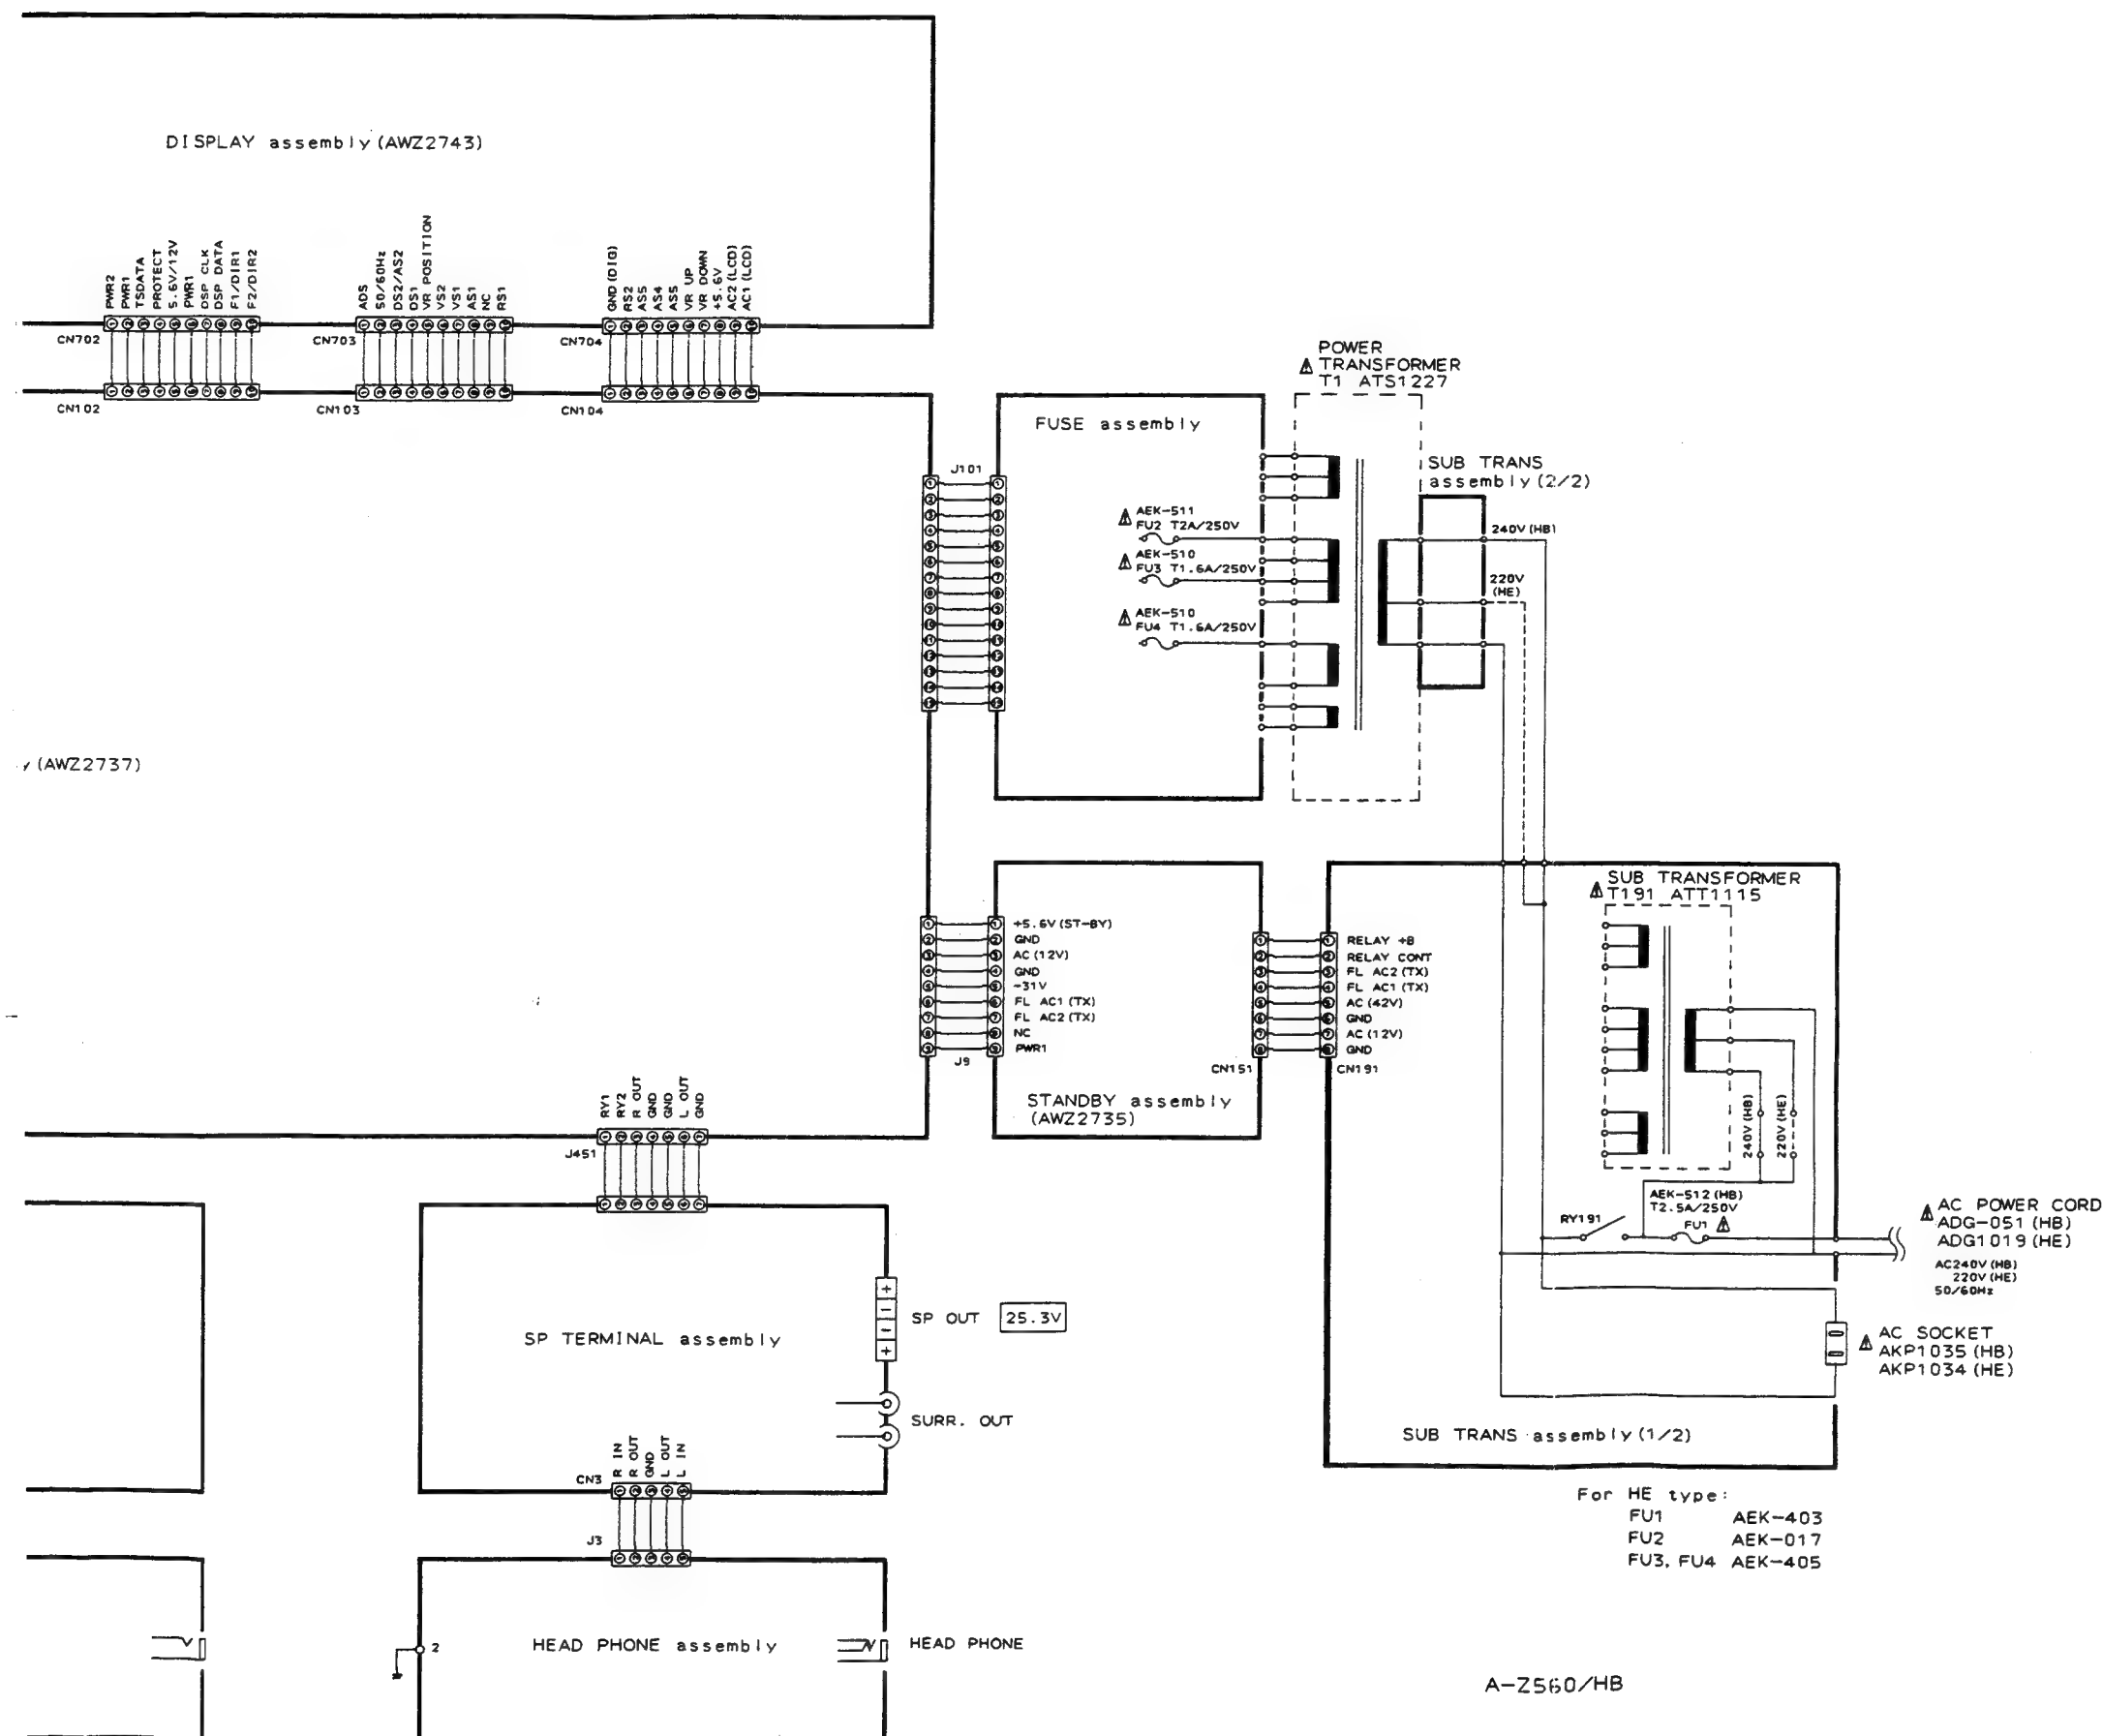 DISPLAY assembly (AWZ2743)
PWR2
PWR1
TSDATA
PROTECT
5.6V/12V
PWR1
DSP CLK
DSP DATA
F1/DIR1
F2/DIR2
ADS
50/60Hz
DS2/AS2
DS1
VR POSITION
VS2
VS1
AS1
NC
RS1
GND (DIG)
RS2
AS5
AS4
AS5
VR UP
VR DOWN
+5.6V
AC2 (LCD)
AC1 (LCD)
CN702
CN703
CN704
CN102
CN103
CN104
POWER
TRANSFORMER
T1 ATS1227
FUSE assembly
J101
SUB TRANS
assembly (2/2)
AEK-511
FU2 T2A/250V
AEK-510
FU3 T1.6A/250V
AEK-510
FU4 T1.6A/250V
240V (HB)
220V
(HE)
y (AWZ2737)
SUB TRANSFORMER
T191 ATT1115
+5.6V (ST-BY)
GND
AC (12V)
GND
-31V
FL AC1 (TX)
FL AC2 (TX)
NC
PWR1
J9
RELAY +B
RELAY CONT
FL AC2 (TX)
FL AC1 (TX)
AC (42V)
GND
AC (12V)
GND
CN151
CN191
STANDBY assembly
(AWZ2735)
240V (HB)
220V (HE)
RY1
RY2
R OUT
GND
GND
L OUT
GND
J451
AEK-512 (HB)
T2.5A/250V
RY191
FU1
AC POWER CORD
ADG-051 (HB)
ADG1019 (HE)
AC240V (HB)
220V (HE)
50/60Hz
SP TERMINAL assembly
SP OUT 25.3V
AC SOCKET
AKP1035 (HB)
AKP1034 (HE)
SURR. OUT
SUB TRANS assembly (1/2)
R IN
R OUT
GND
L OUT
L IN
CN3
J3
For HE type:
FU1 AEK-403
FU2 AEK-017
FU3, FU4 AEK-405
2
HEAD PHONE assembly
HEAD PHONE
A-Z560/HB